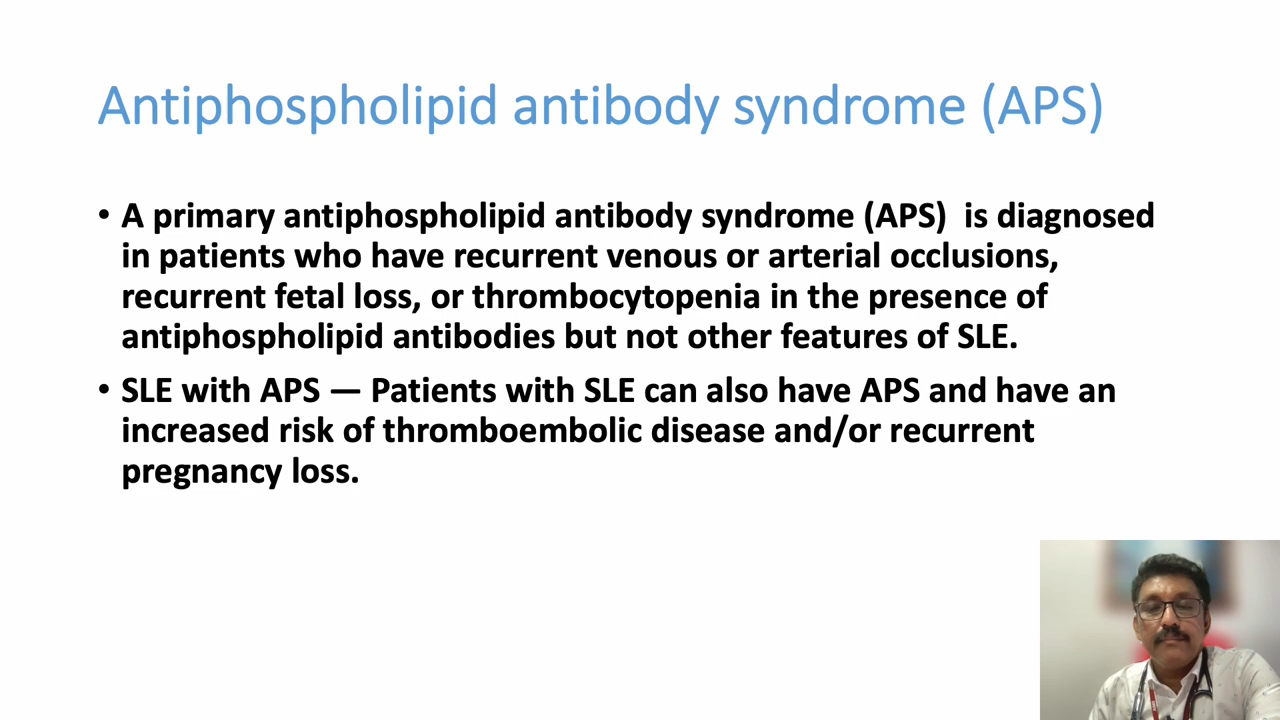 Antiphospholipid antibody syndrome (APS)
• A primary antiphospholipid antibody syndrome (APS)  is diagnosed
in patients who have recurrent venous or arterial occlusions,
recurrent fetal loss, or thrombocytopenia in the presence of
antiphospholipid antibodies but not other features of SLE.
• SLE with APS — Patients with SLE can also have APS and have an
increased risk of thromboembolic disease and/or recurrent
pregnancy loss.